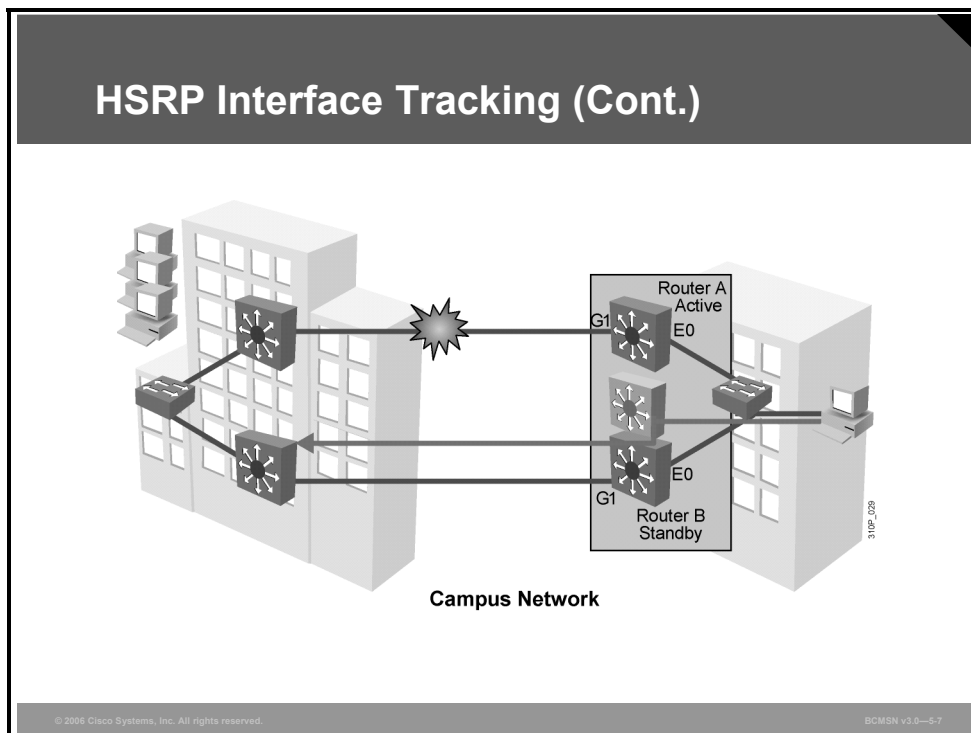 HSRP Interface Tracking (Cont.)
Router A
Active
G1
E0
E0
G1
Router B
Standby
310P_029
Campus Network
© 2006 Cisco Systems, Inc. All rights reserved.
BCMSN v3.0—5-7